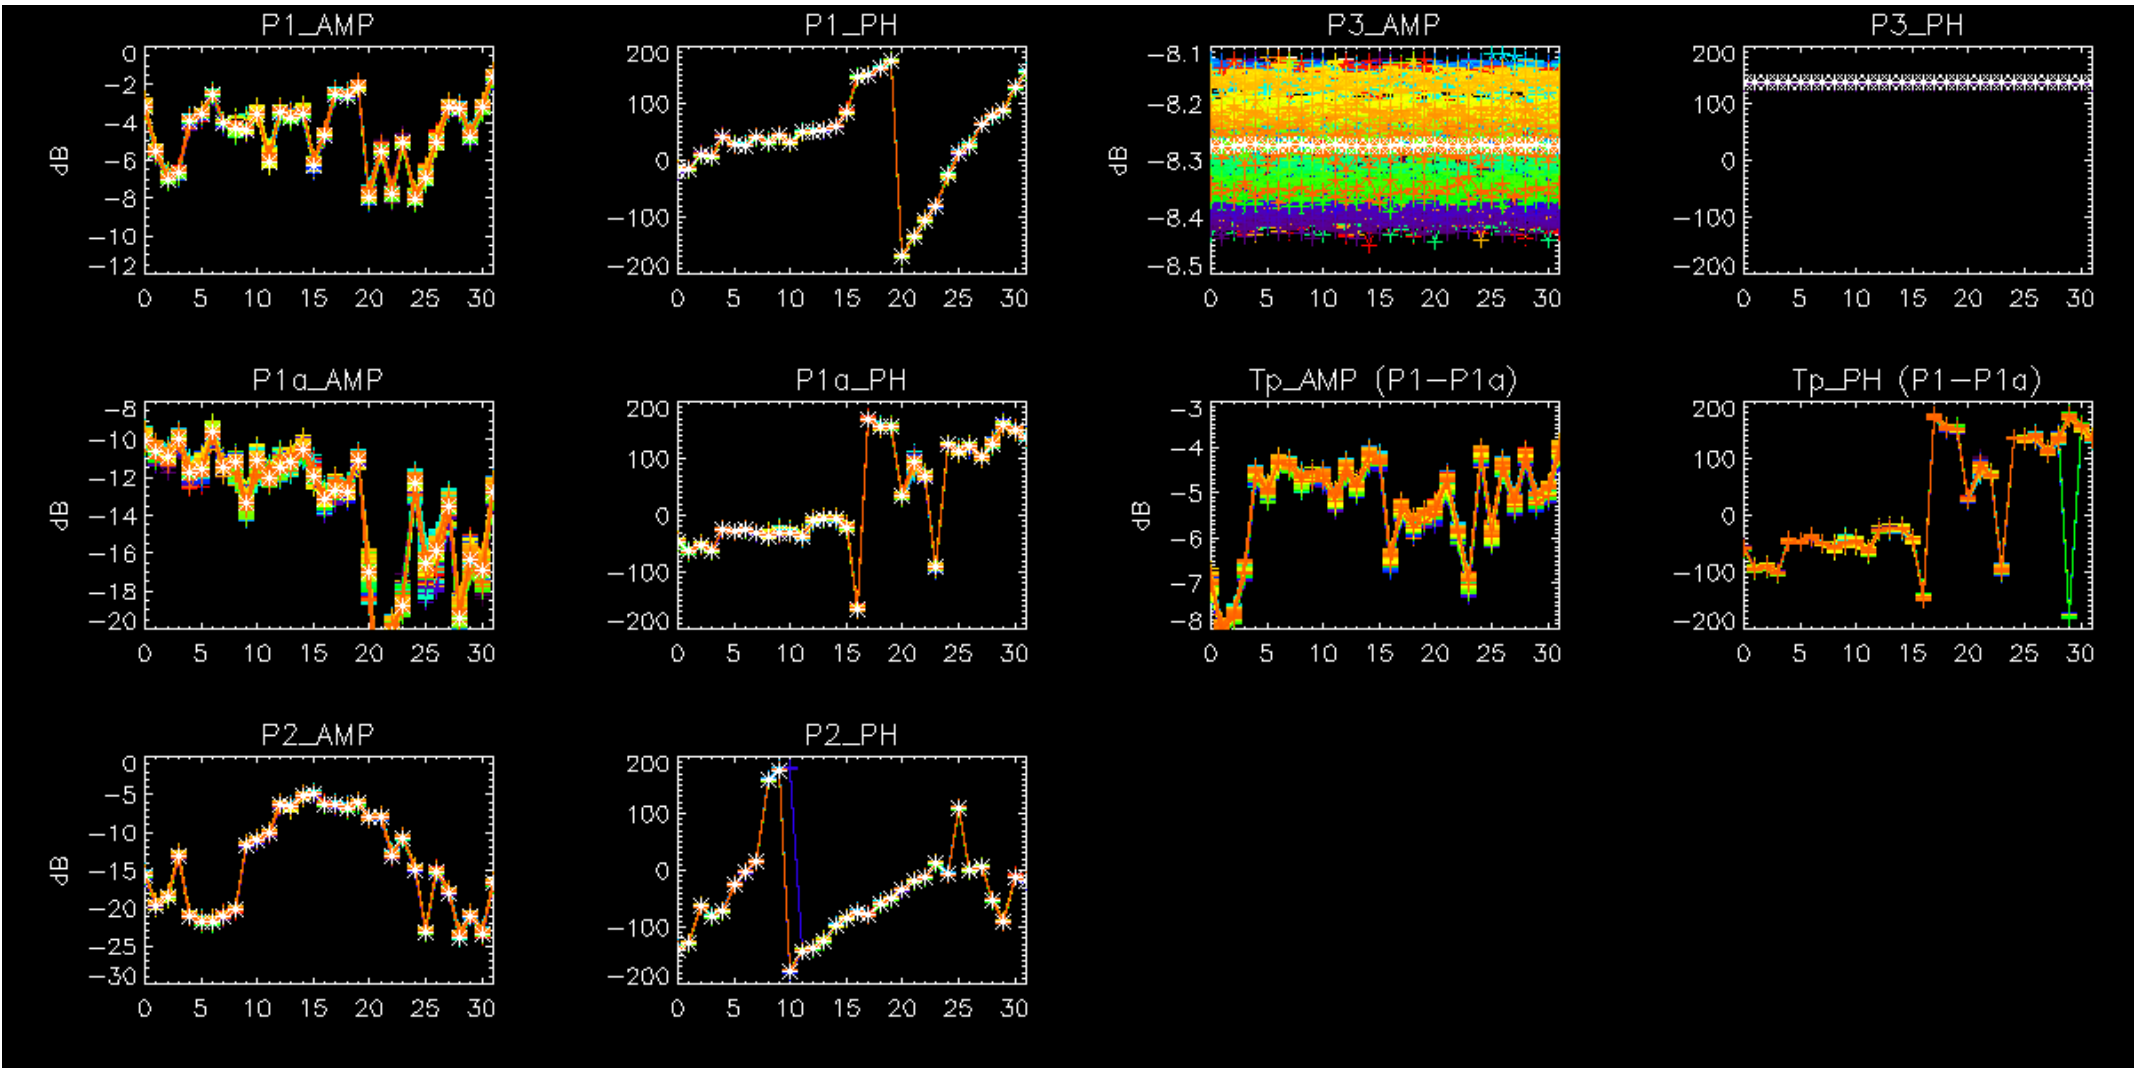 P1_AMP
dB
0
−2
−4
−6
−8
−10
−12
0 5 10 15 20 25 30
P1_PH
200
100
0
−100
−200
0 5 10 15 20 25 30
P3_AMP
dB
−8.1
−8.2
−8.3
−8.4
−8.5
0 5 10 15 20 25 30
P3_PH
200
100
0
−100
−200
0 5 10 15 20 25 30
P1a_AMP
dB
−8
−10
−12
−14
−16
−18
−20
0 5 10 15 20 25 30
P1a_PH
200
100
0
−100
−200
0 5 10 15 20 25 30
Tp_AMP (P1−P1a)
dB
−3
−4
−5
−6
−7
−8
0 5 10 15 20 25 30
Tp_PH (P1−P1a)
200
100
0
−100
−200
0 5 10 15 20 25 30
P2_AMP
dB
0
−5
−10
−15
−20
−25
−30
0 5 10 15 20 25 30
P2_PH
200
100
0
−100
−200
0 5 10 15 20 25 30